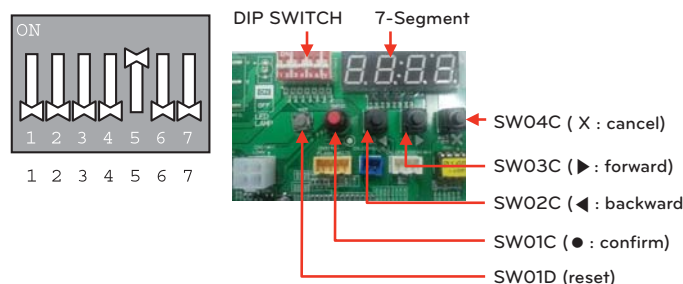 DIP SWITCH
7-Segment
ON
1 2 3 4 5 6 7
1 2 3 4 5 6 7
SW04C ( X : cancel)
SW03C (▶ : forward)
SW02C (◀ : backward
SW01C (● : confirm)
SW01D (reset)